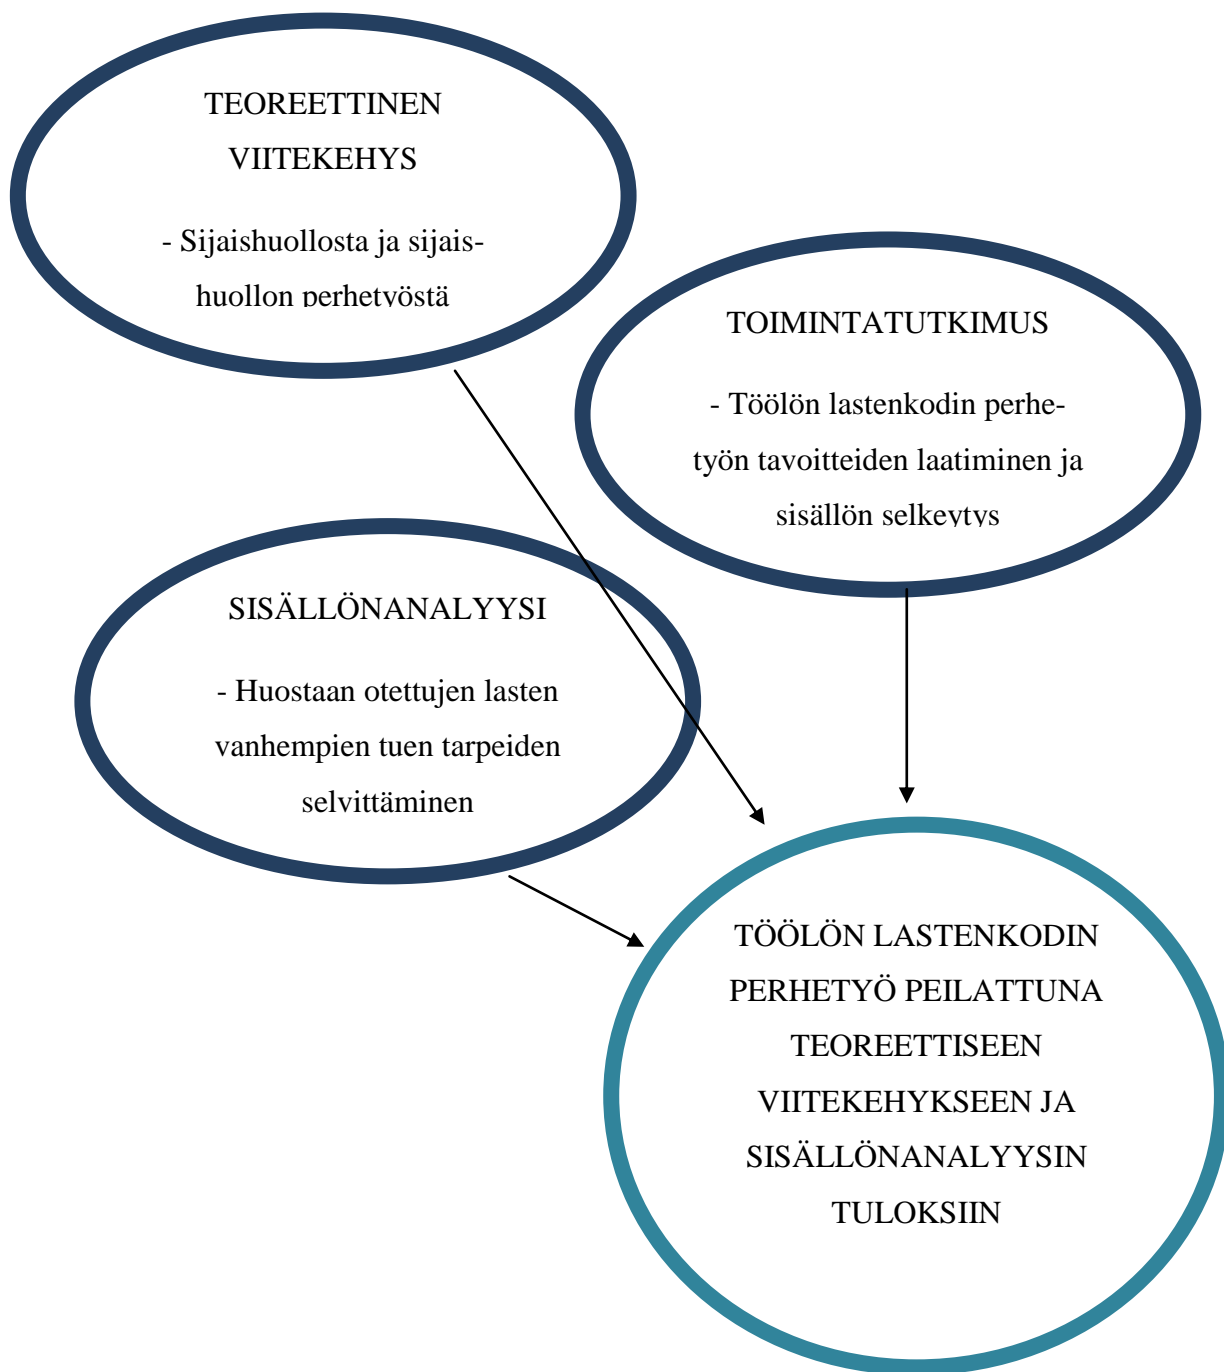 TEOREETTINEN
VIITEKEHYS
- Sijaishuollosta ja sijais-
huollon perhetyöstä
TOIMINTATUTKIMUS
- Töölön lastenkodin perhe-
työn tavoitteiden laatiminen ja
sisällön selkeytys
SISÄLLÖNANALYYSI
- Huostaan otettujen lasten
vanhempien tuen tarpeiden
selvittäminen
TÖÖLÖN LASTENKODIN
PERHETYÖ PEILATTUNA
TEOREETTISEEN
VIITEKEHYKSEEN JA
SISÄLLÖNANALYYSIN
TULOKSIIN